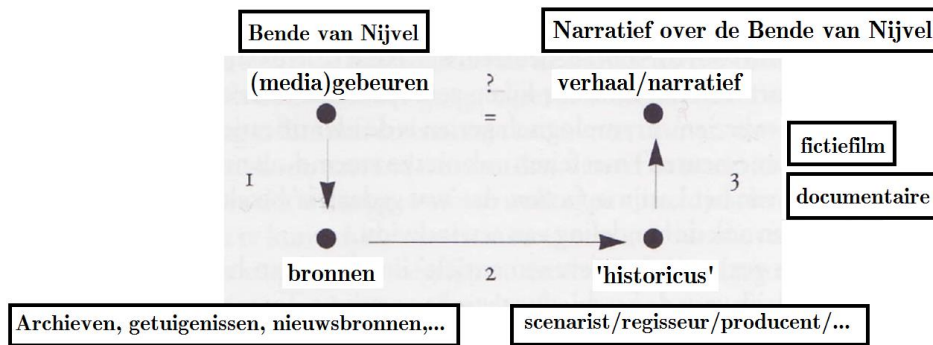 Bende van Nijvel
Narratief over de Bende van Nijvel
(media)gebeuren
?
=
verhaal/narratief
fictiefilm
1
3
documentaire
bronnen
2
'historicus'
Archieven, getuigenissen, nieuwsbronnen,...
scenarist/regisseur/producent/...